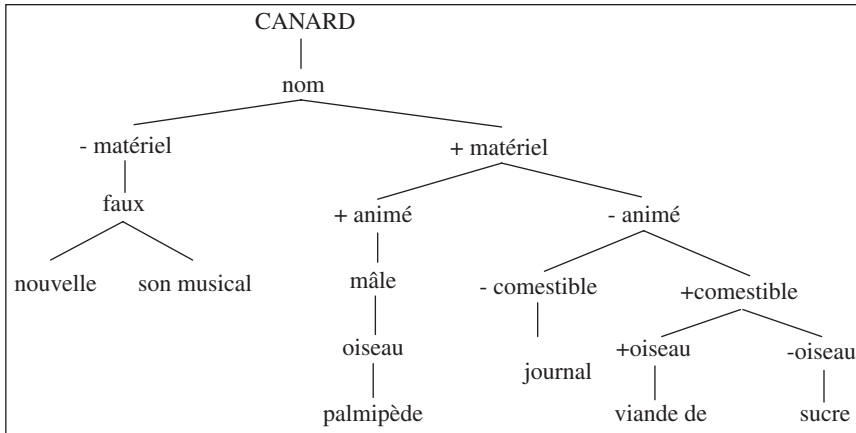 CANARD
nom
- matériel
+ matériel
faux
+ animé
- animé
nouvelle
son musical
mâle
- comestible
+comestible
oiseau
journal
+oiseau
-oiseau
palmipède
viande de
sucre